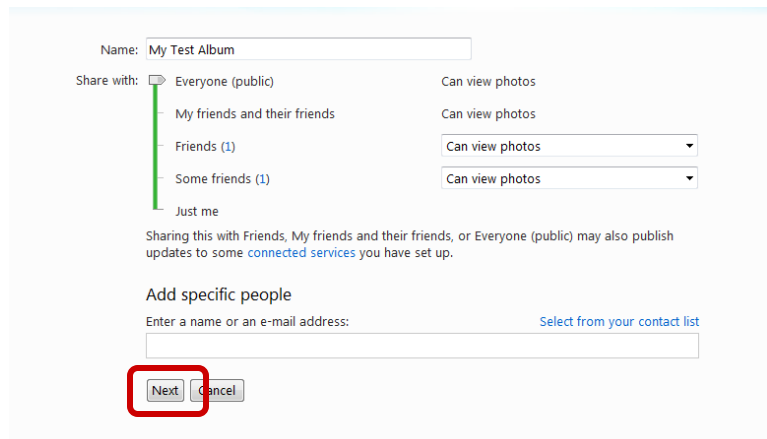 Name: My Test Album
Share with: Everyone (public) Can view photos
My friends and their friends Can view photos
Friends (1) Can view photos
Some friends (1) Can view photos
Just me
Sharing this with Friends, My friends and their friends, or Everyone (public) may also publish
updates to some connected services you have set up.
Add specific people
Enter a name or an e-mail address: Select from your contact list
Next Cancel